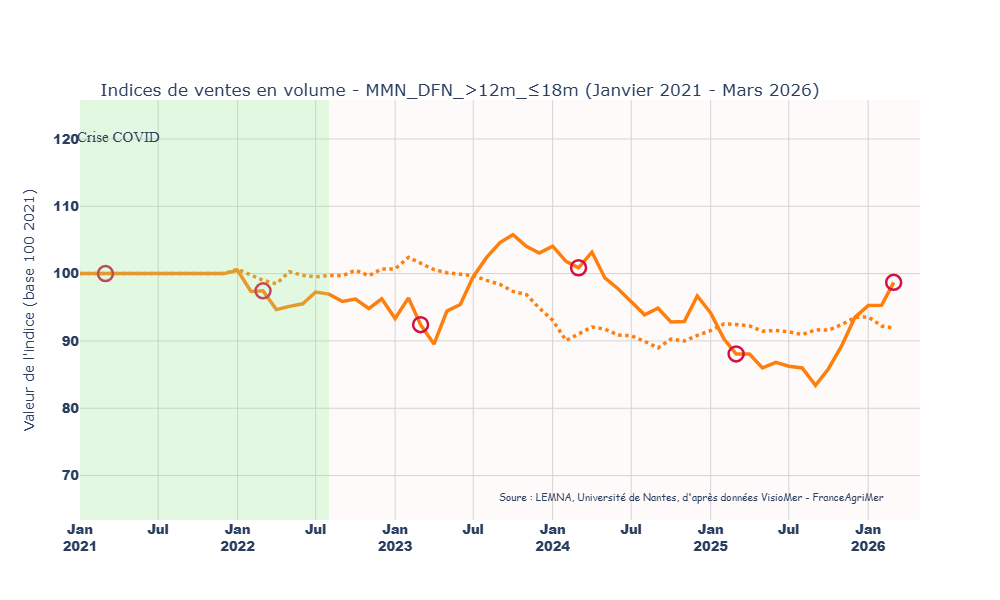 Indices de ventes en volume - MMN_DFN_>12m_≤18m (Janvier 2021 - Mars 2026)
Crise COVID
Valeur de l'Indice (base 100 2021)
120
110
100
90
80
70
Soure : LEMNA, Université de Nantes, d'après données VisioMer - FranceAgriMer
Jan Jul Jan Jul Jan Jul Jan Jul Jan Jul Jan
2021 2022 2023 2024 2025 2026